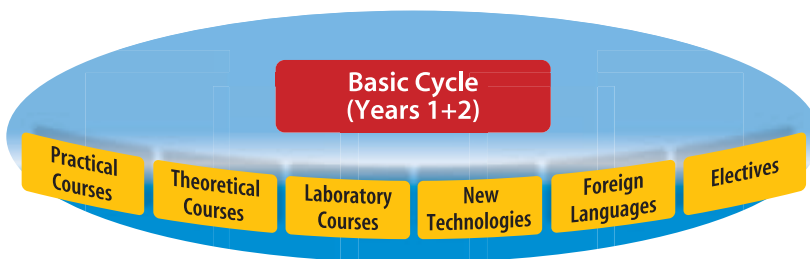 Basic Cycle
(Years 1+2)
Practical
Courses
Theoretical
Courses
Laboratory
Courses
New
Technologies
Foreign
Languages
Electives